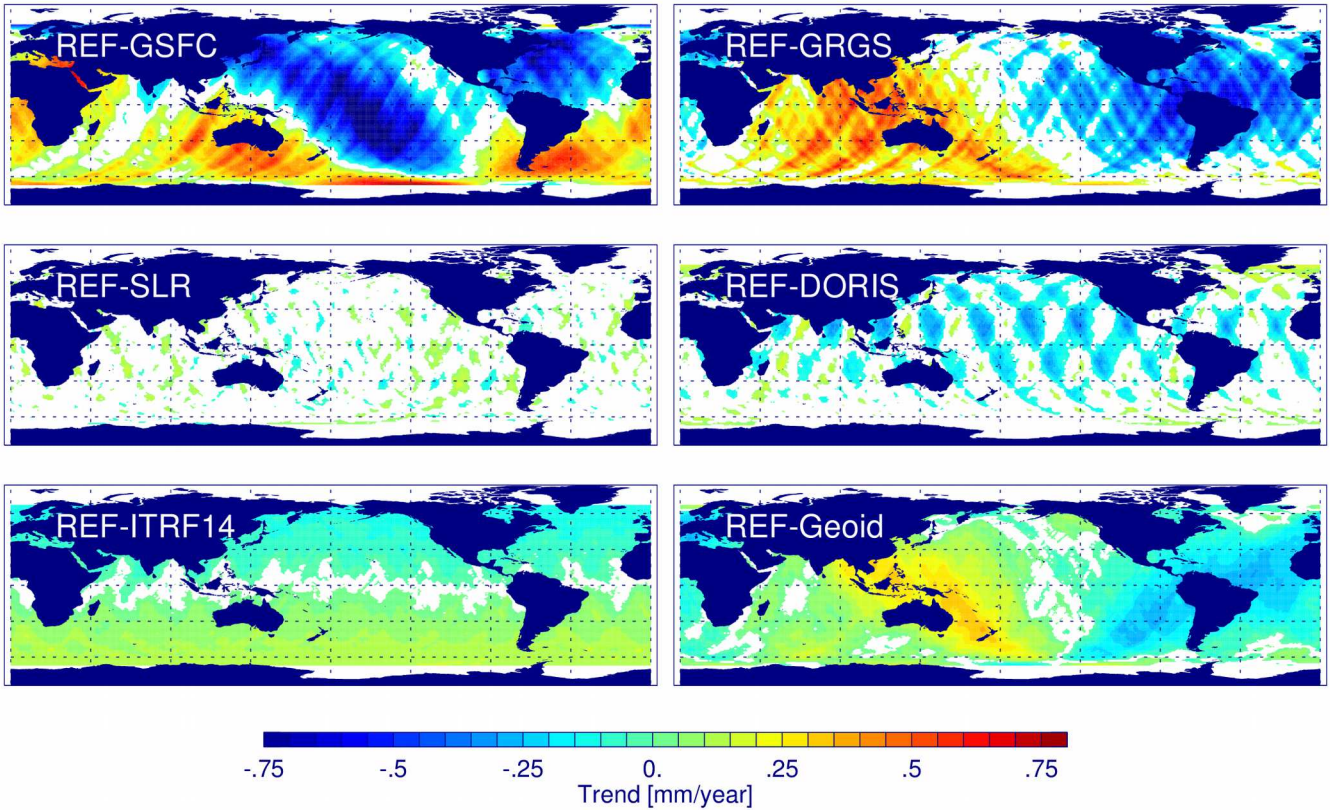 REF-GSFC
REF-GRGS
REF-SLR
REF-DORIS
REF-ITRF14
REF-Geoid
-.75 -.5 -.25 0. .25 .5 .75
Trend [mm/year]